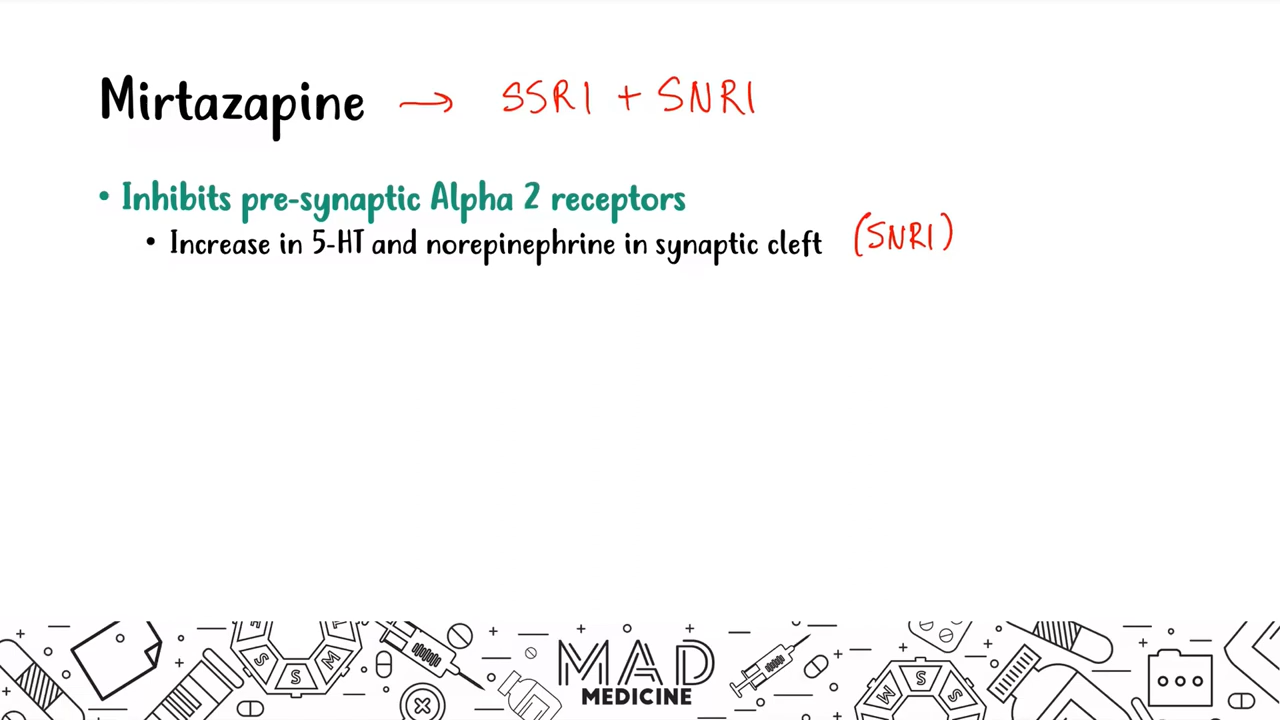 Mirtazapine → SSRI + SNRI
• Inhibits pre-synaptic Alpha 2 receptors
• Increase in 5-HT and norepinephrine in synaptic cleft (SNRI)
S S M
M S S
MAD
MEDICINE